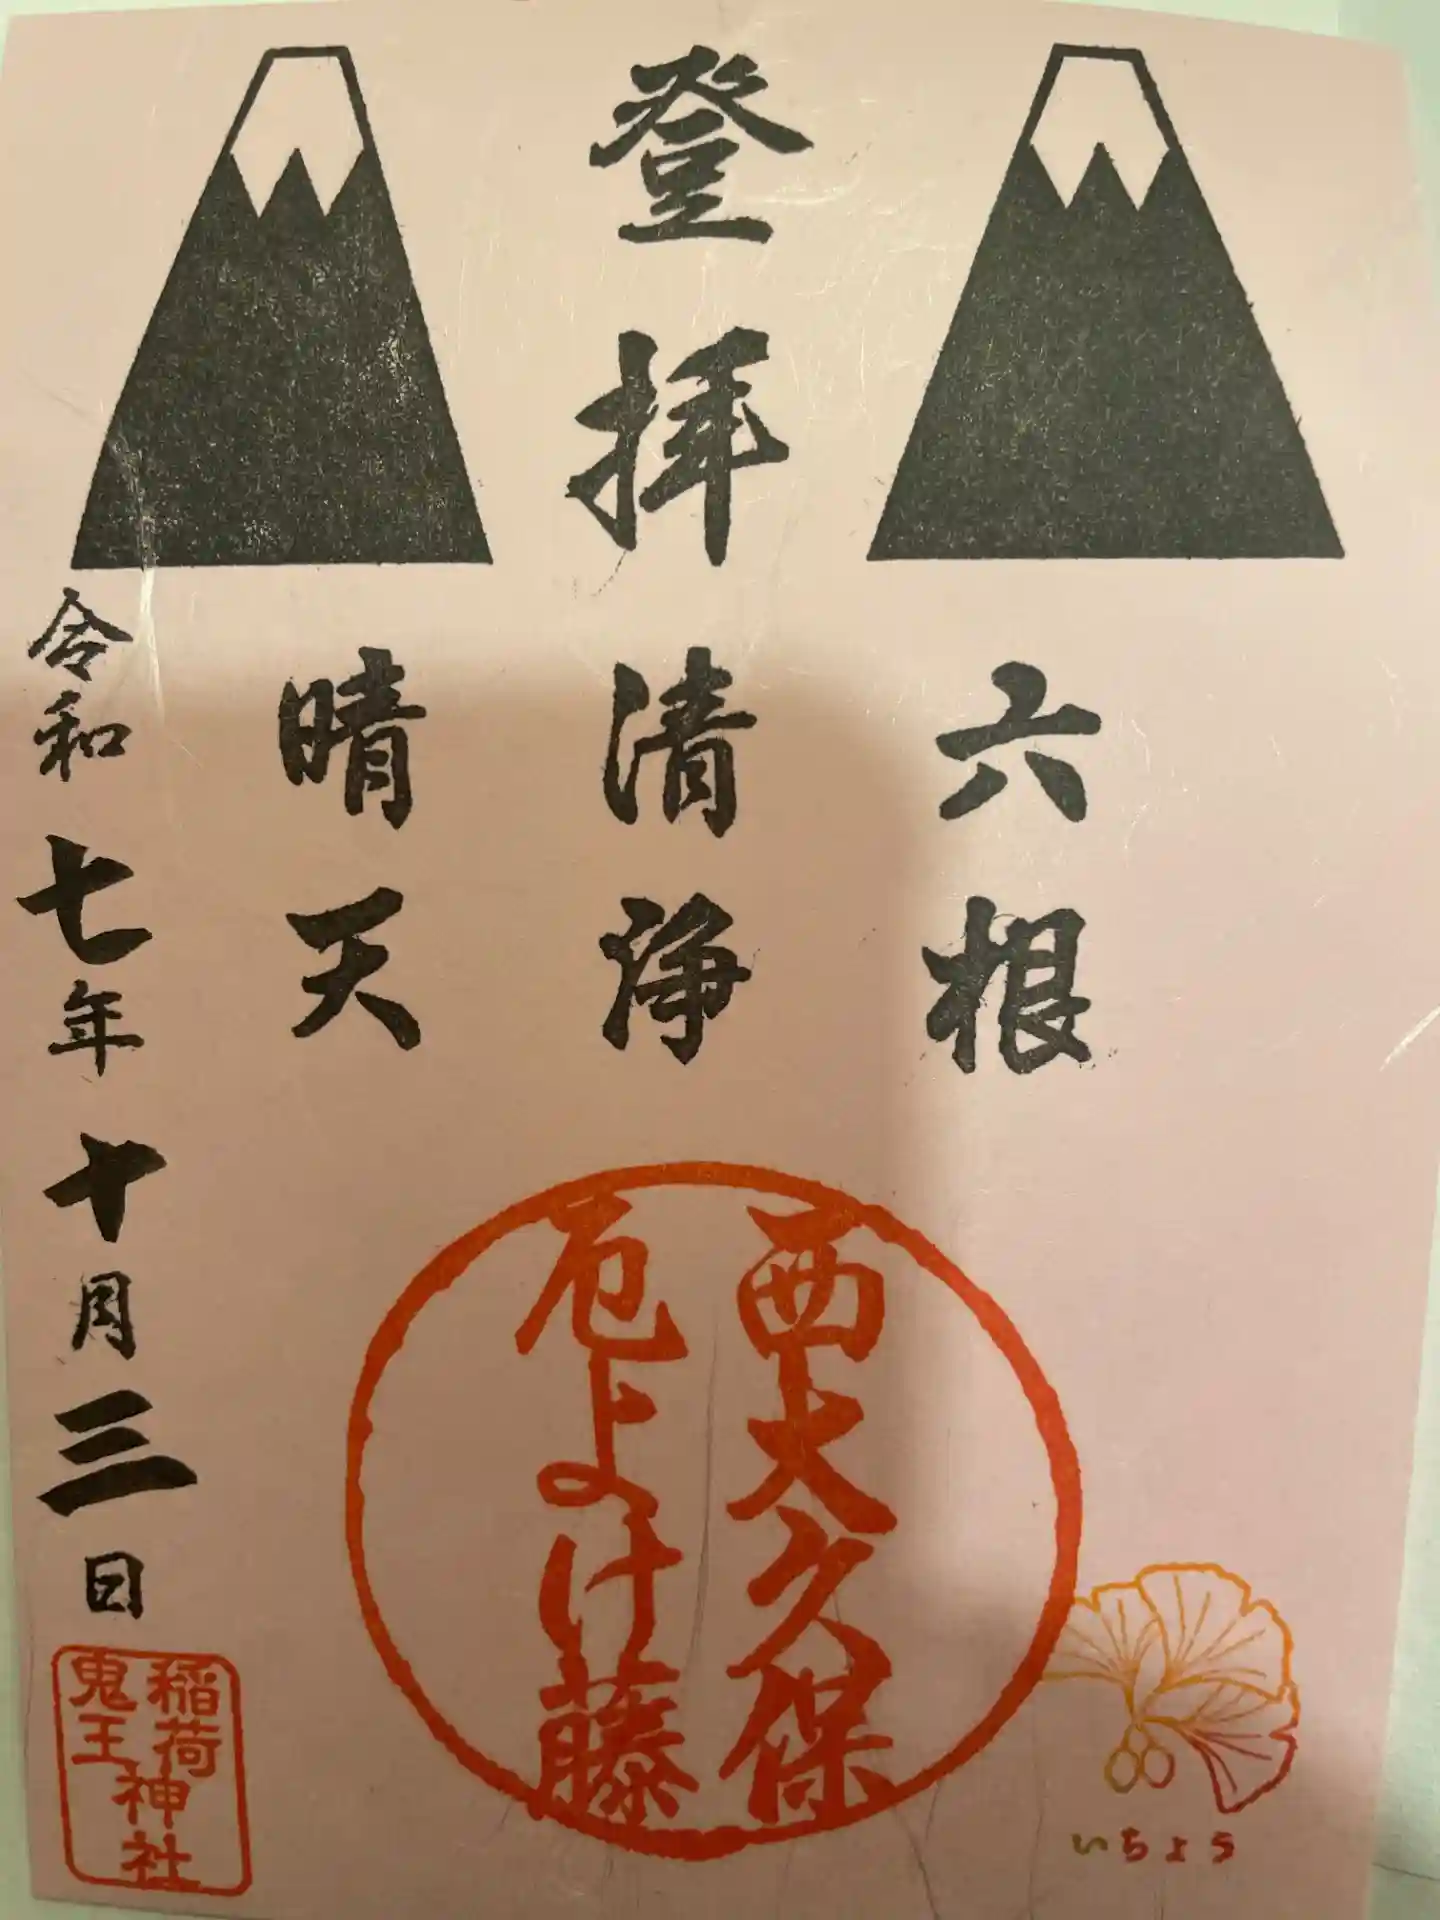 登拝
六根
清浄
晴天
令和七年十月三日
西大久保
厄よけ藤
稲荷
鬼王
神社
いちょう